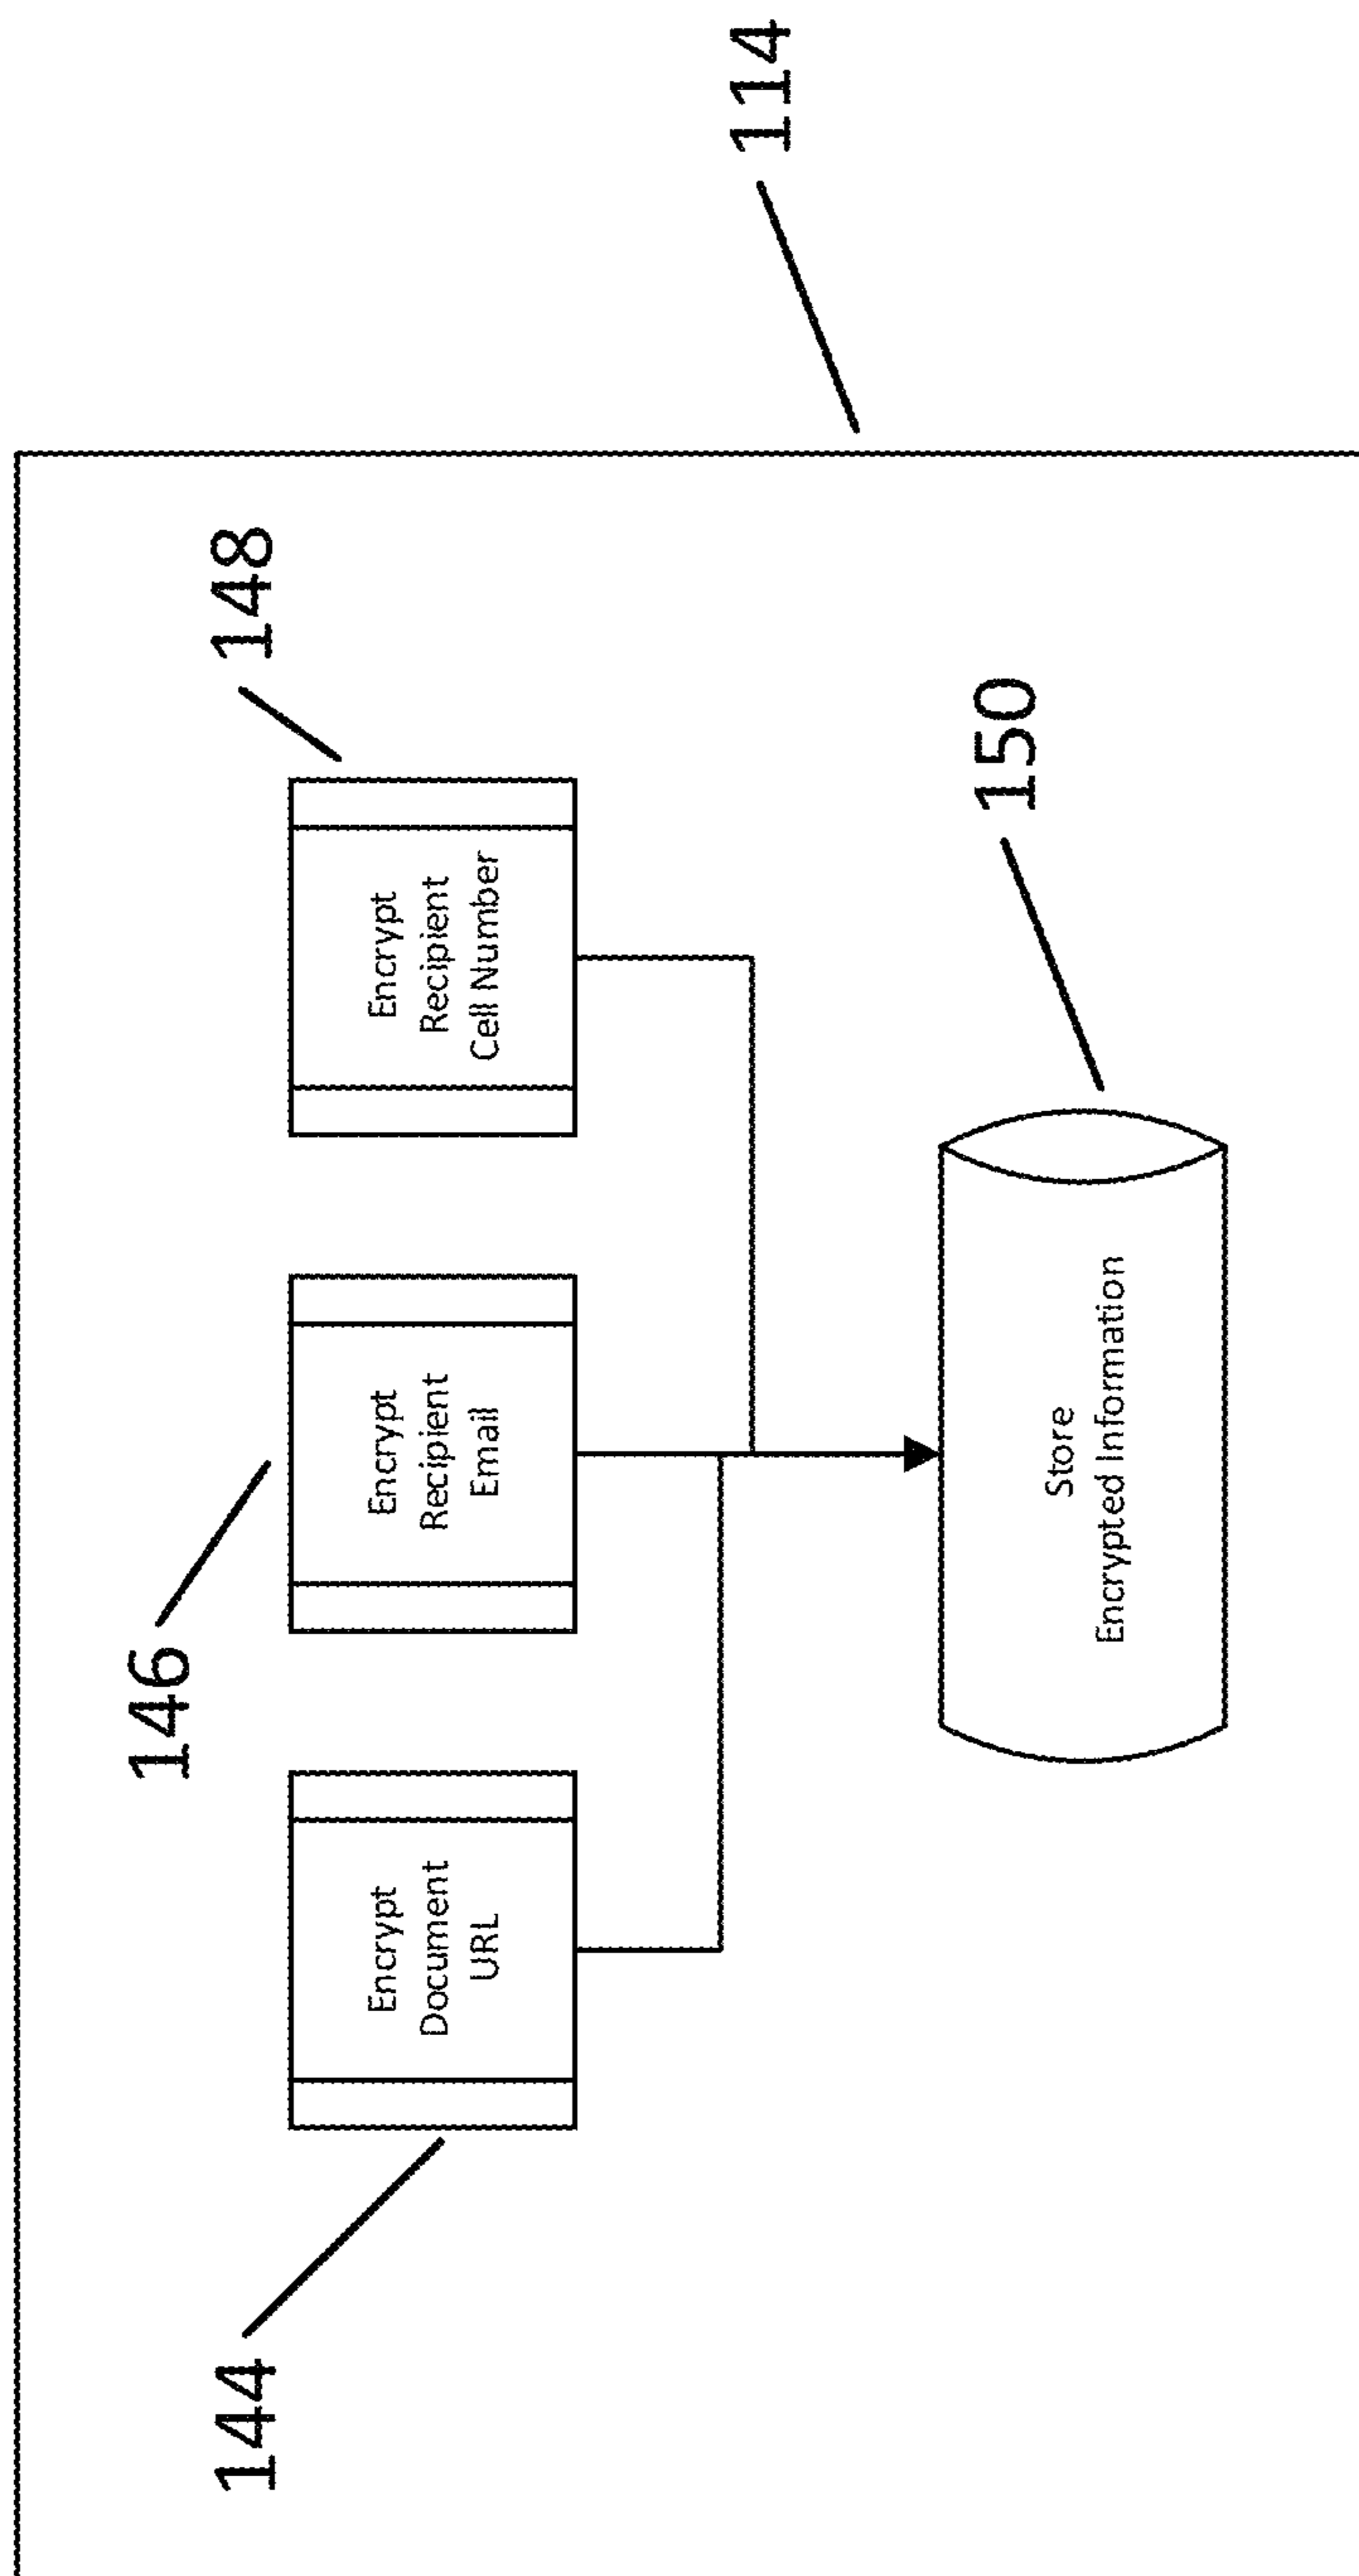 114
148
146
144
Encrypt
Document
URL
Encrypt
Recipient
Email
Encrypt
Recipient
Cell Number
150
Store
Encrypted Information